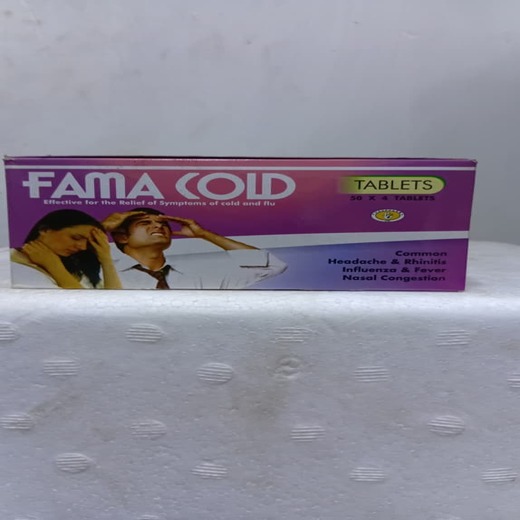 FAMA COLD
Effective for the Relief of Symptoms of cold and flu
TABLETS
50 X 4 TABLETS
Common
Headache & Rhinitis
Influenza & Fever
Nasal Congestion